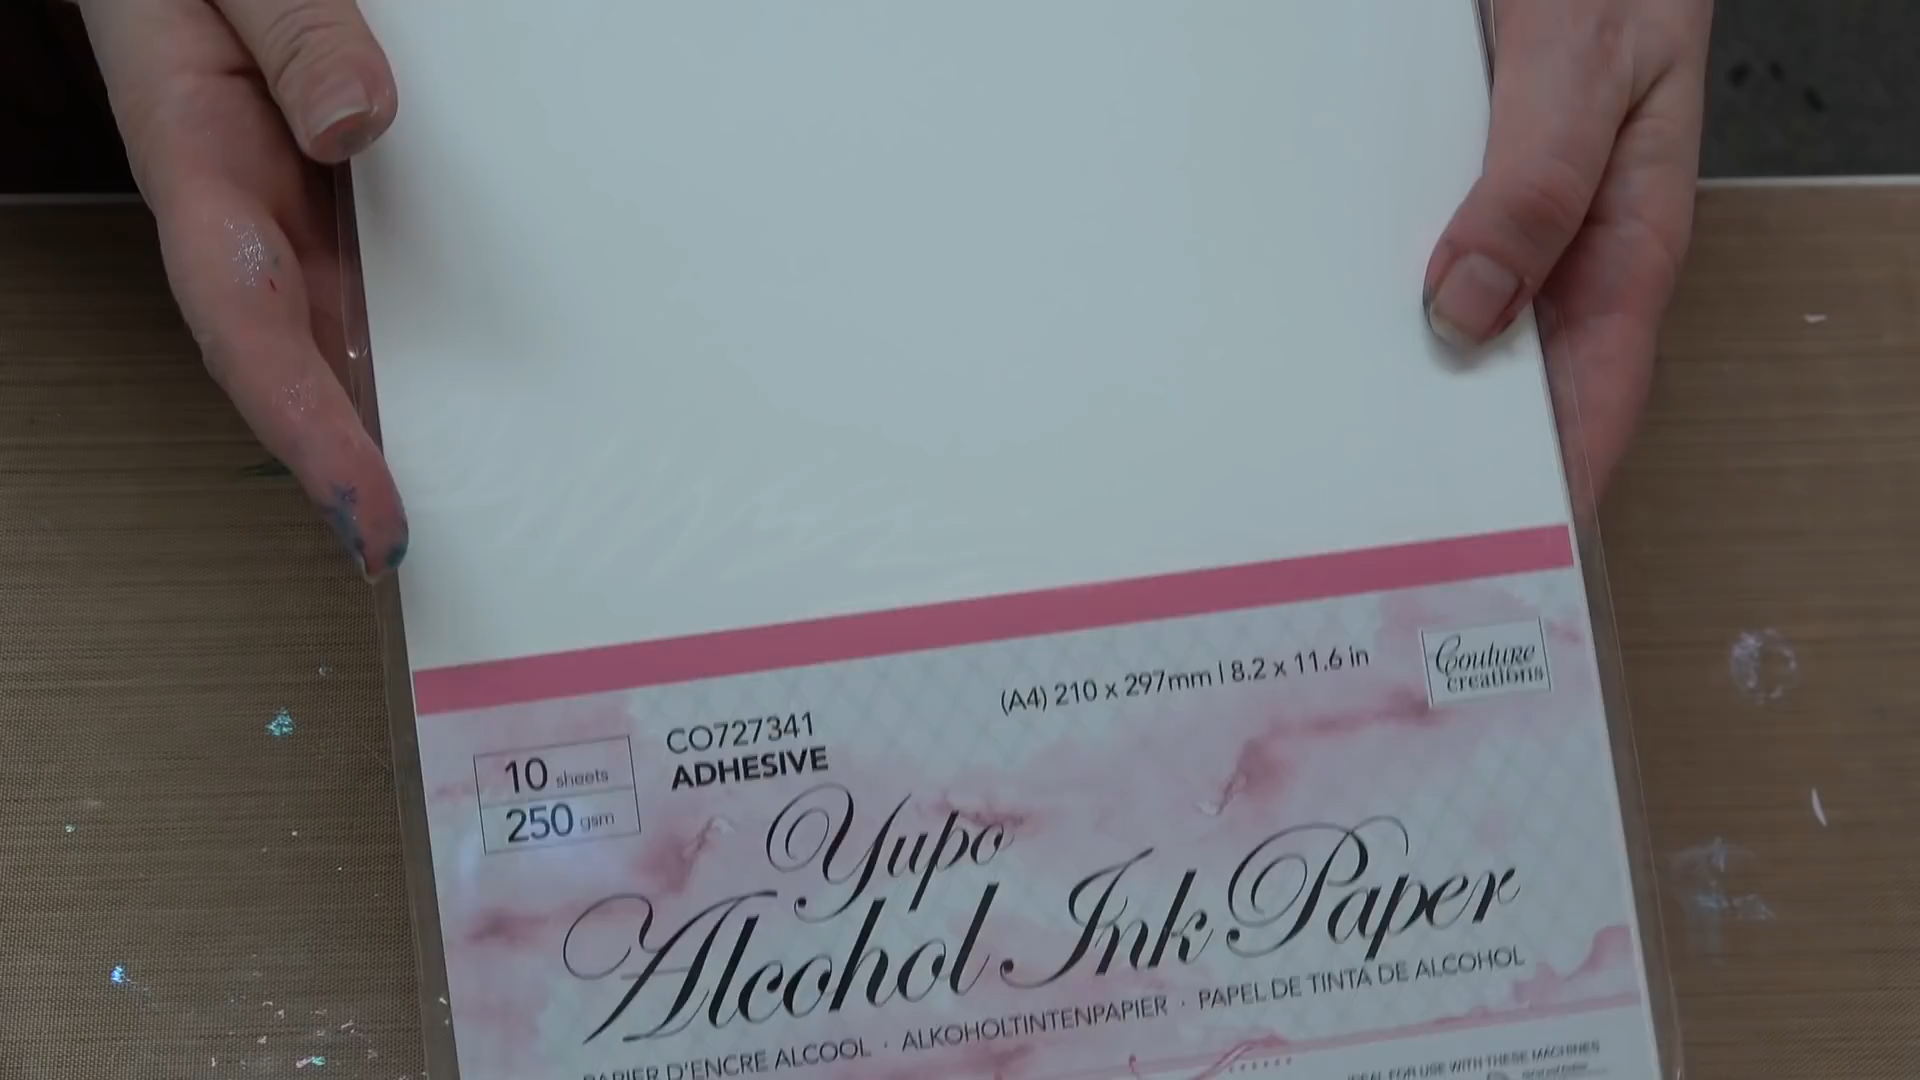 (A4) 210 x 297mm | 8.2 x 11.6 in
Couture
creations
CO727341
ADHESIVE
10 sheets
250 gsm
Yupo
Alcohol Ink Paper
PAPIER D'ENCRE ALCOOL · ALKOHOLTINTENPAPIER · PAPEL DE TINTA DE ALCOHOL
IDEAL FOR USE WITH THESE MACHINES